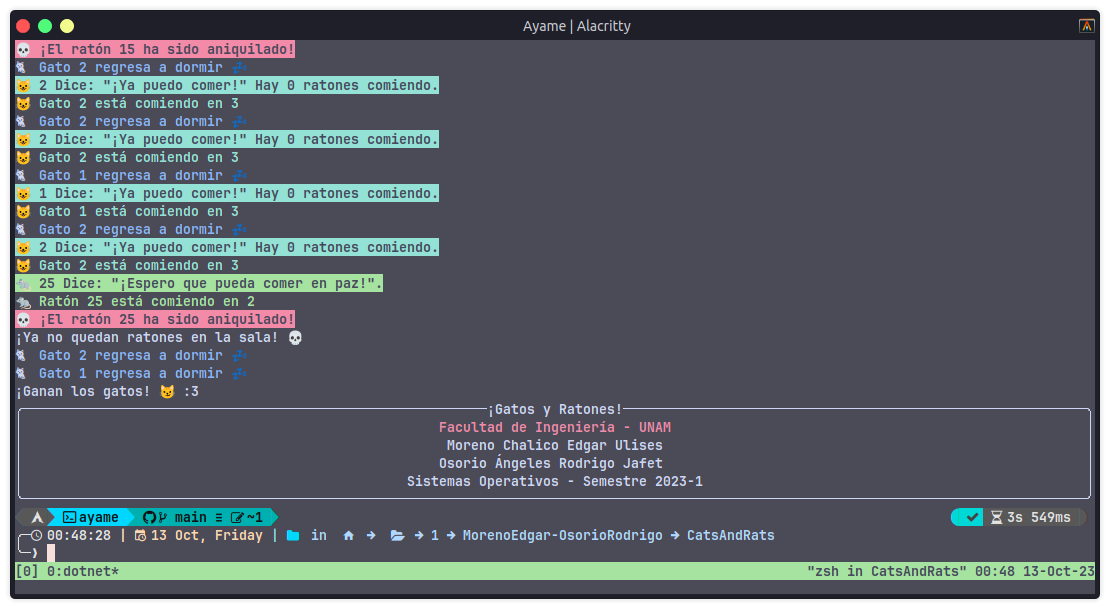 Ayame | Alacritty
💀 ¡El ratón 15 ha sido aniquilado!
🐈 Gato 2 regresa a dormir 💤
😺 2 Dice: "¡Ya puedo comer!" Hay 0 ratones comiendo.
😺 Gato 2 está comiendo en 3
🐈 Gato 2 regresa a dormir 💤
😺 2 Dice: "¡Ya puedo comer!" Hay 0 ratones comiendo.
😺 Gato 2 está comiendo en 3
🐈 Gato 1 regresa a dormir 💤
😺 1 Dice: "¡Ya puedo comer!" Hay 0 ratones comiendo.
😺 Gato 1 está comiendo en 3
🐈 Gato 2 regresa a dormir 💤
😺 2 Dice: "¡Ya puedo comer!" Hay 0 ratones comiendo.
😺 Gato 2 está comiendo en 3
🐀 25 Dice: "¡Espero que pueda comer en paz!".
🐀 Ratón 25 está comiendo en 2
💀 ¡El ratón 25 ha sido aniquilado!
¡Ya no quedan ratones en la sala! 💀
🐈 Gato 2 regresa a dormir 💤
🐈 Gato 1 regresa a dormir 💤
¡Ganan los gatos! 😼 :3
¡Gatos y Ratones!
Facultad de Ingeniería - UNAM
Moreno Chalico Edgar Ulises
Osorio Ángeles Rodrigo Jafet
Sistemas Operativos - Semestre 2023-1
ayame main ≡ ~1 ✔ 3s 549ms
00:48:28 | 13 Oct, Friday | in → → 1 → MorenoEdgar-OsorioRodrigo → CatsAndRats
[0] 0:dotnet* "zsh in CatsAndRats" 00:48 13-Oct-23